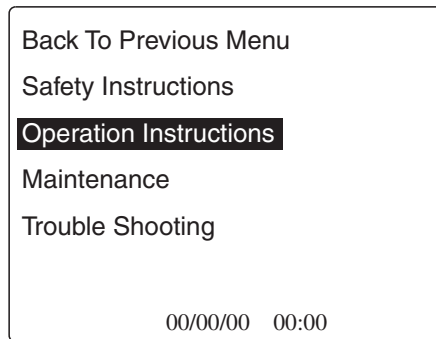 Back To Previous Menu
Safety Instructions
Operation Instructions
Maintenance
Trouble Shooting
00/00/00 00:00